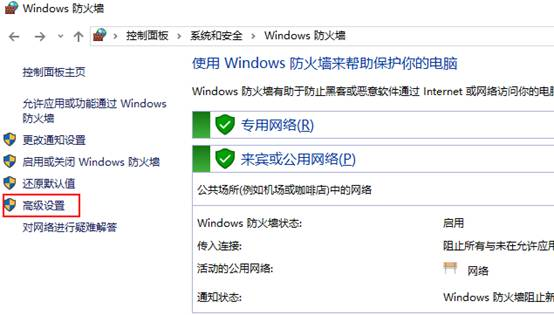 Windows 防火墙
控制面板 > 系统和安全 > Windows 防火墙
控制面板主页
允许应用或功能通过 Windows
防火墙
更改通知设置
启用或关闭 Windows 防火墙
还原默认值
高级设置
对网络进行疑难解答
使用 Windows 防火墙来帮助保护你的电脑
Windows 防火墙有助于防止黑客或恶意软件通过 Internet 或网络访问你的电脑
专用网络(R)
来宾或公用网络(P)
公共场所(例如机场或咖啡店)中的网络
Windows 防火墙状态: 启用
传入连接: 阻止所有与未在允许应
活动的公用网络: 网络
通知状态: Windows 防火墙阻止新